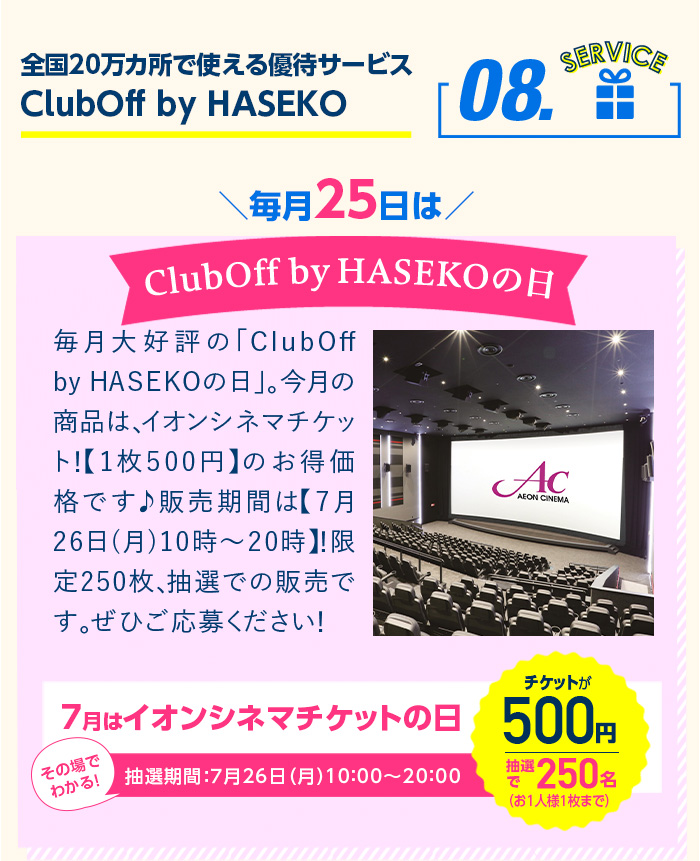 全国20万カ所で使える優待サービス
ClubOff by HASEKO
08.
SERVICE
＼毎月25日は／
ClubOff by HASEKOの日
毎月大好評の「ClubOff
by HASEKOの日」。今月の
商品は、イオンシネマチケッ
ト!【1枚500円】のお得価
格です♪販売期間は【7月
26日(月)10時～20時】!限
定250枚、抽選での販売で
す。ぜひご応募ください!
AC
AEON CINEMA
7月はイオンシネマチケットの日
その場で
わかる!
抽選期間:7月26日(月)10:00～20:00
チケットが
500円
抽選で250名
(お1人様1枚まで)